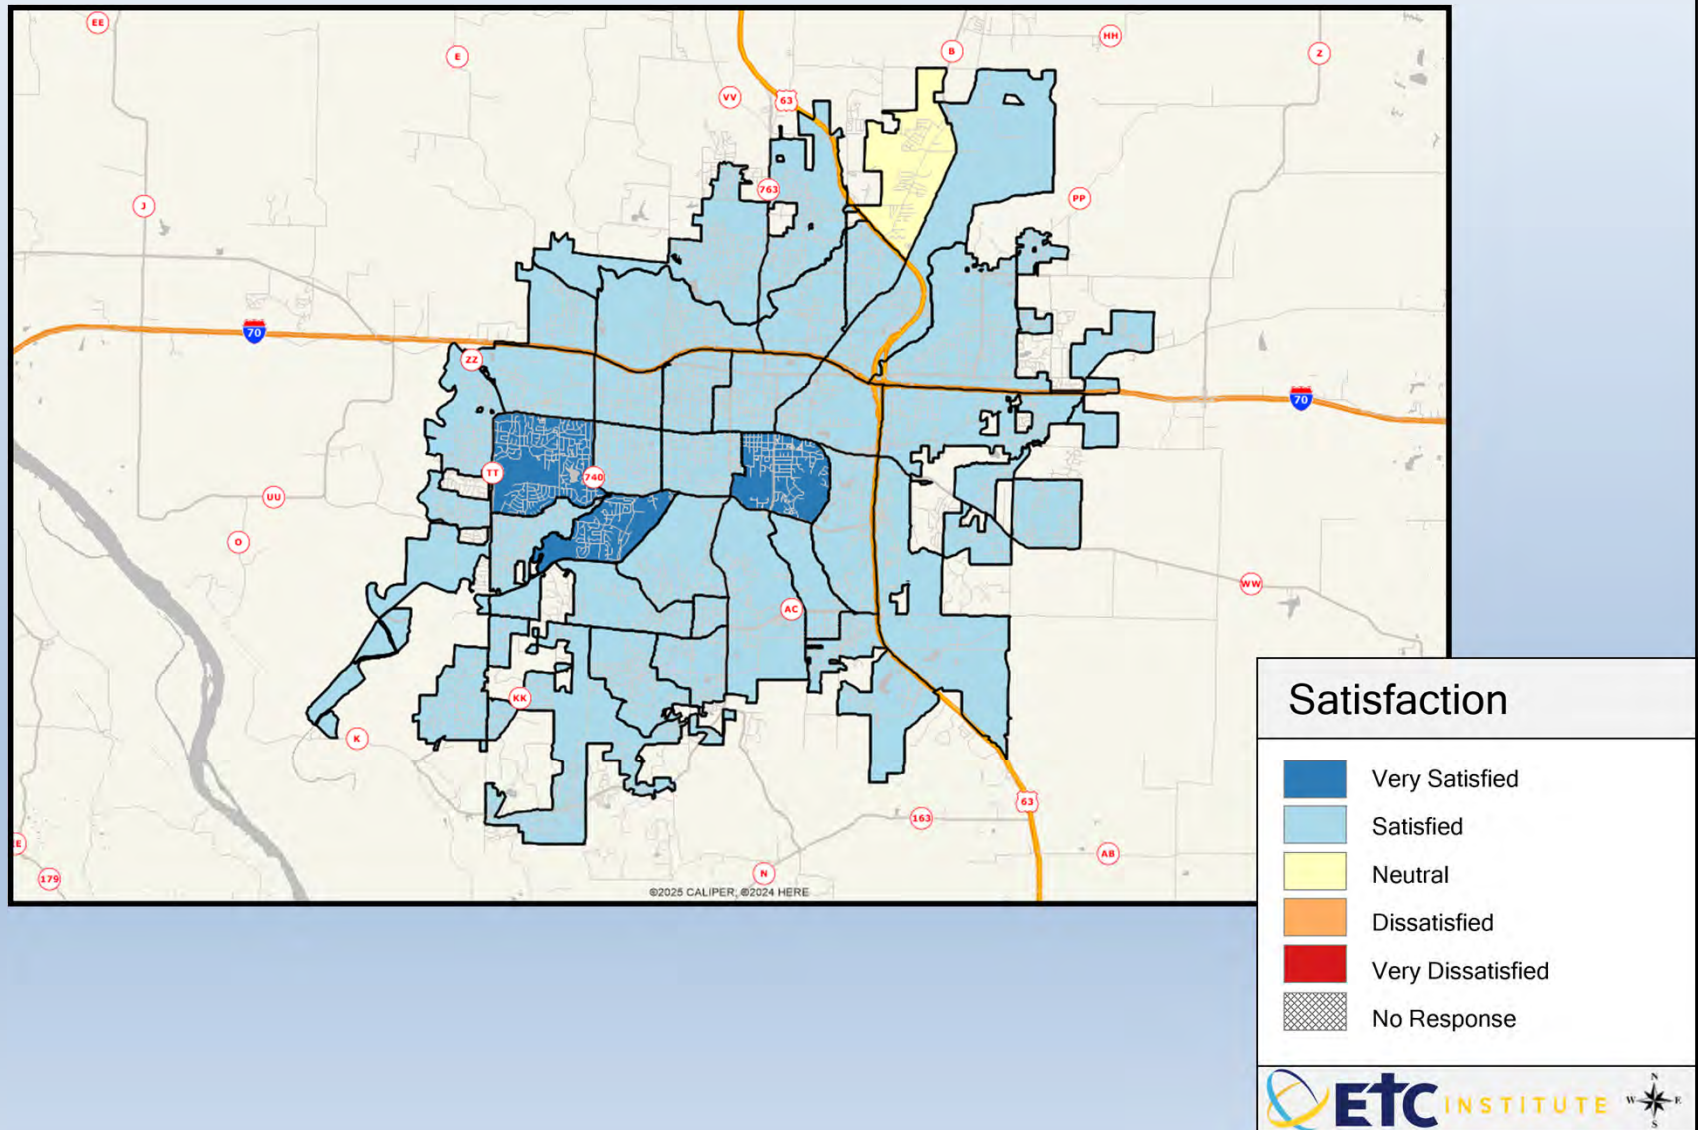 EE
E
B
HH
Z
VV
63
763
J
PP
70
ZZ
70
TT
740
UU
O
WW
AC
KK
K
63
163
E
AB
179
N
©2025 CALIPER; ©2024 HERE
Satisfaction
Very Satisfied
Satisfied
Neutral
Dissatisfied
Very Dissatisfied
No Response
ETC INSTITUTE
N
W E
S